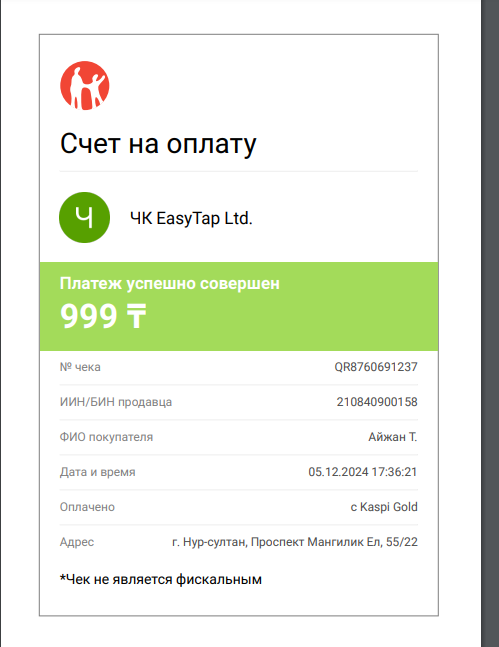 Счет на оплату
Ч
ЧК EasyTap Ltd.
Платеж успешно совершен
999 ₸
№ чека QR8760691237
ИИН/БИН продавца 210840900158
ФИО покупателя Айжан Т.
Дата и время 05.12.2024 17:36:21
Оплачено с Kaspi Gold
Адрес г. Нур-султан, Проспект Мангилик Ел, 55/22
*Чек не является фискальным